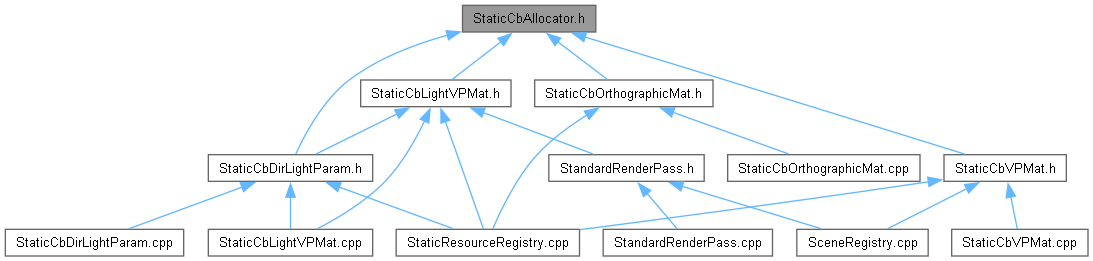 StaticCbAllocator.h
StaticCbLightVPMat.h
StaticCbOrthographicMat.h
StaticCbDirLightParam.h
StandardRenderPass.h
StaticCbOrthographicMat.cpp
StaticCbVPMat.h
StaticCbDirLightParam.cpp
StaticCbLightVPMat.cpp
StaticResourceRegistry.cpp
StandardRenderPass.cpp
SceneRegistry.cpp
StaticCbVPMat.cpp